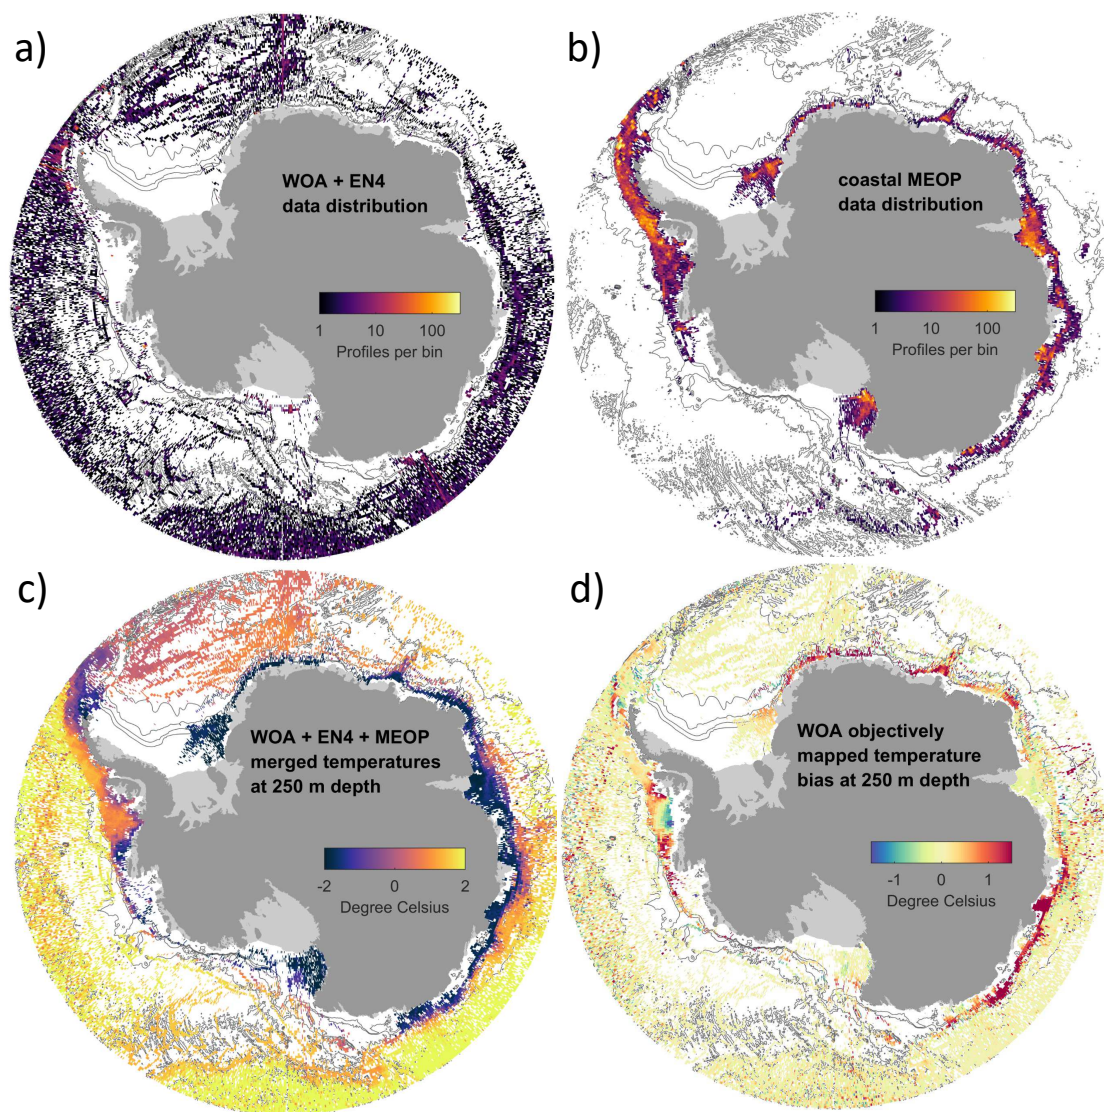 a)
WOA + EN4
data distribution
1 10 100
Profiles per bin
b)
coastal MEOP
data distribution
1 10 100
Profiles per bin
c)
WOA + EN4 + MEOP
merged temperatures
at 250 m depth
-2 0 2
Degree Celsius
d)
WOA objectively
mapped temperature
bias at 250 m depth
-1 0 1
Degree Celsius